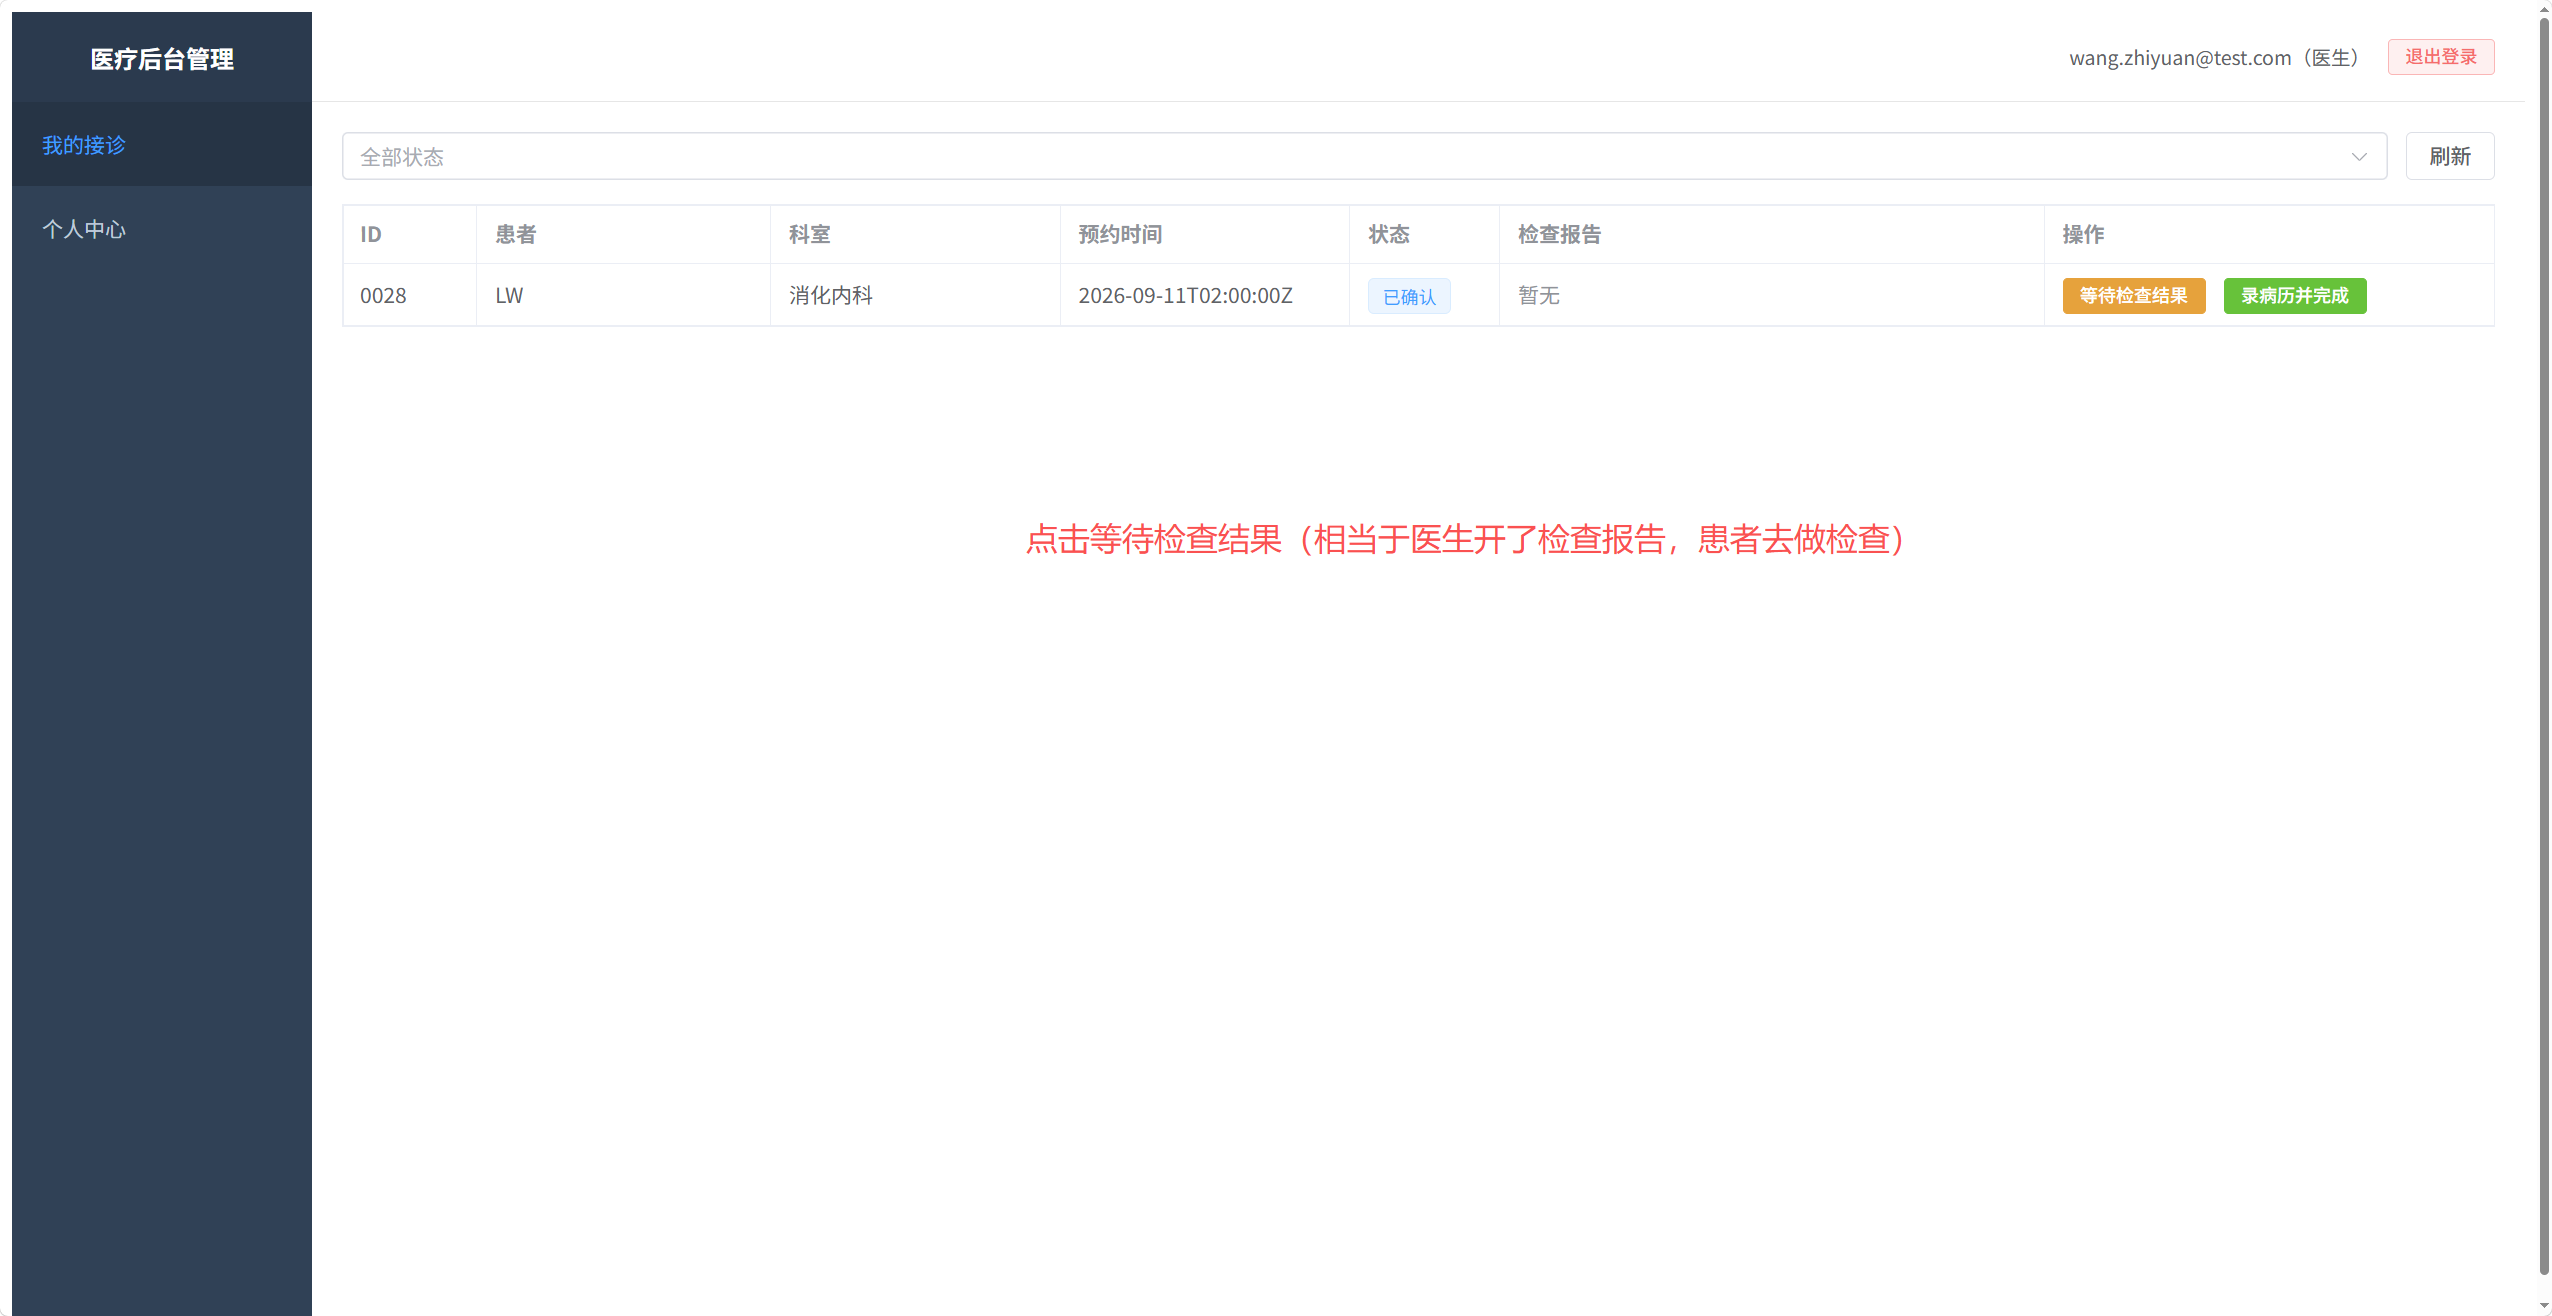 医疗后台管理
wang.zhiyuan@test.com（医生）
退出登录
我的接诊
个人中心
全部状态
刷新
ID 患者 科室 预约时间 状态 检查报告 操作
0028 LW 消化内科 2026-09-11T02:00:00Z 已确认 暂无 等待检查结果 录病历并完成
点击等待检查结果（相当于医生开了检查报告，患者去做检查）